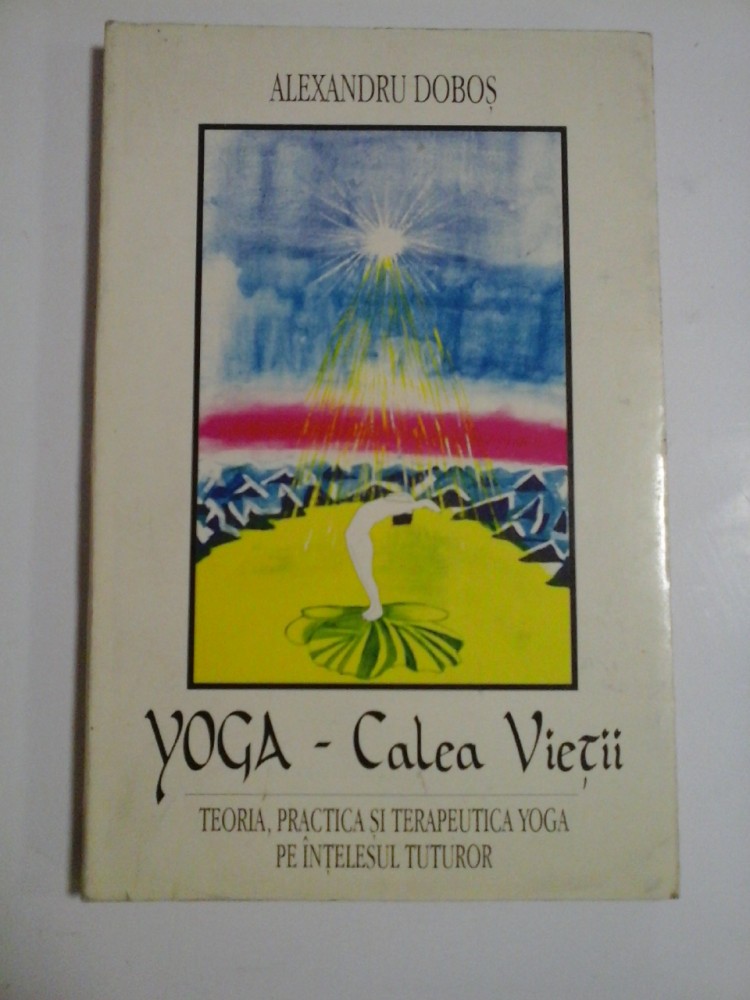 ALEXANDRU DOBOȘ
YOGA - Calea Vieții
TEORIA, PRACTICA ȘI TERAPEUTICA YOGA
PE ÎNȚELESUL TUTUROR